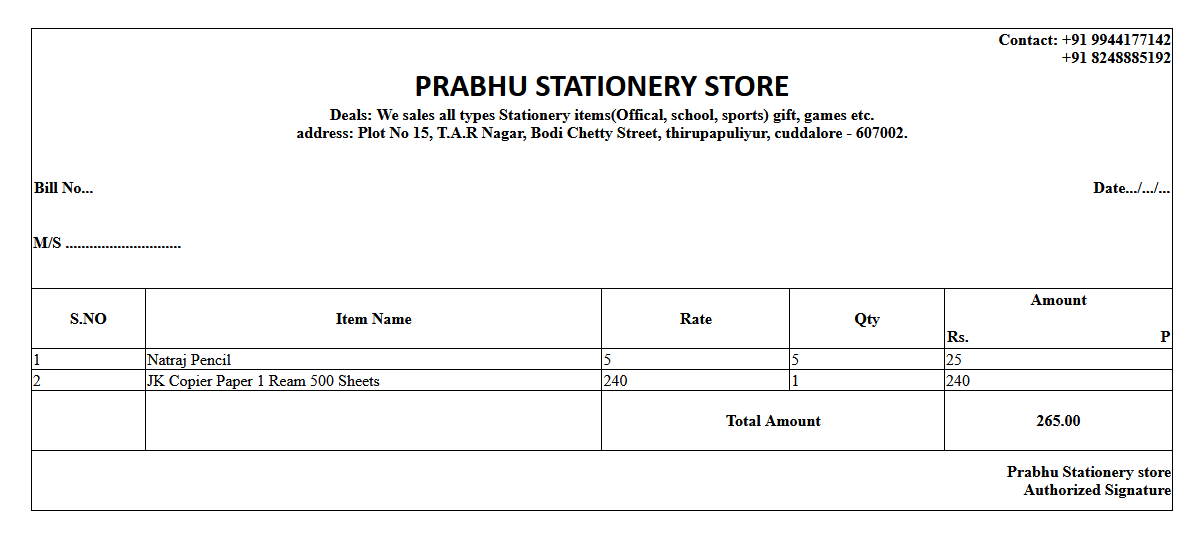 Contact: +91 9944177142
+91 8248885192
PRABHU STATIONERY STORE
Deals: We sales all types Stationery items(Offical, school, sports) gift, games etc.
address: Plot No 15, T.A.R Nagar, Bodi Chetty Street, thirupapuliyur, cuddalore - 607002.
Bill No... Date.../.../...
M/S .............................
S.NO Item Name Rate Qty Amount
Rs. P
1 Natraj Pencil 5 5 25
2 JK Copier Paper 1 Ream 500 Sheets 240 1 240
Total Amount 265.00
Prabhu Stationery store
Authorized Signature